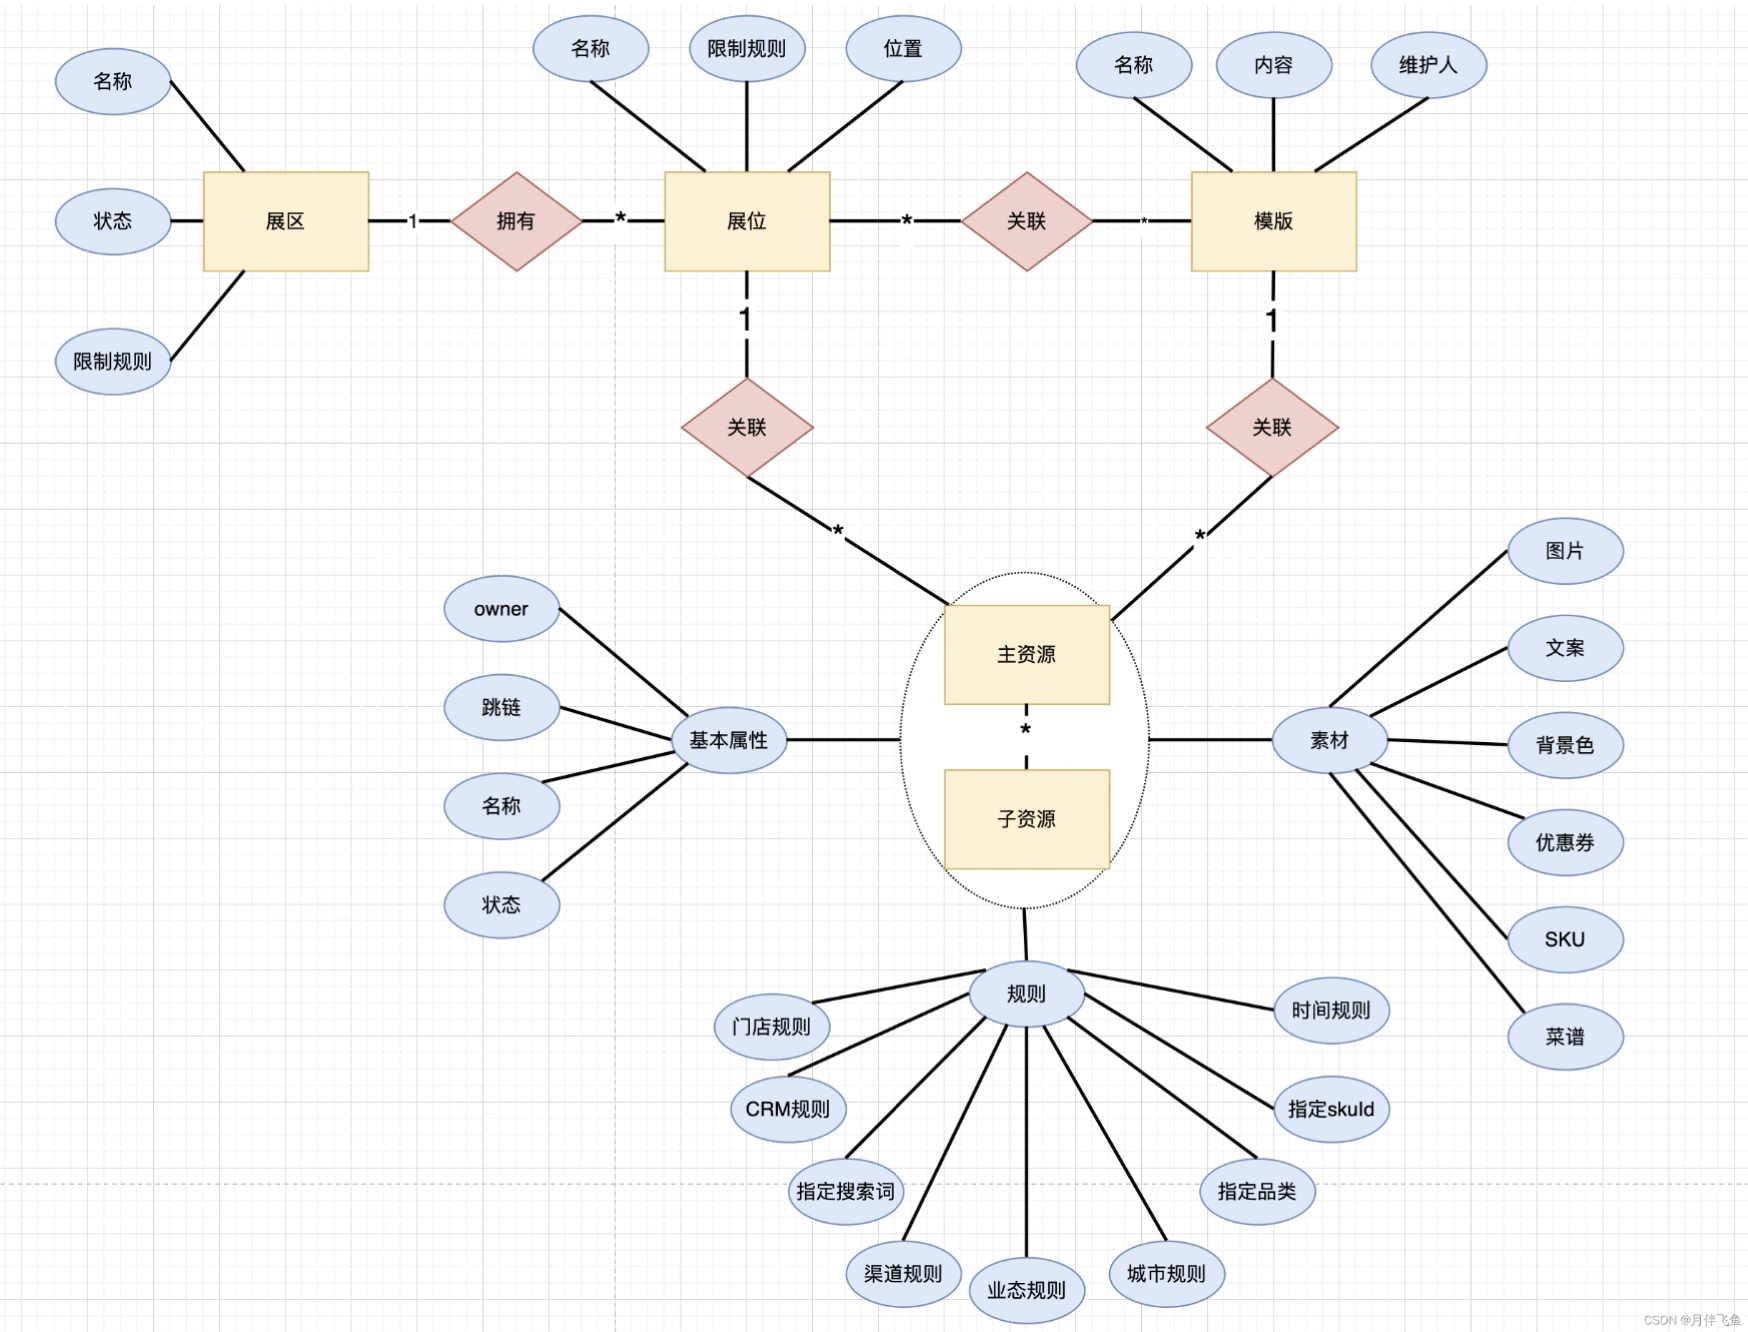 名称
限制规则
位置
名称
内容
维护人
名称
状态
展区
1
拥有
*
展位
*
关联
*
模版
限制规则
1
1
关联
关联
*
*
图片
owner
文案
主资源
跳链
*
基本属性
素材
背景色
名称
子资源
优惠券
状态
SKU
规则
门店规则
时间规则
菜谱
CRM规则
指定skuId
指定搜索词
指定品类
渠道规则
业态规则
城市规则
CSDN @月伴飞鱼